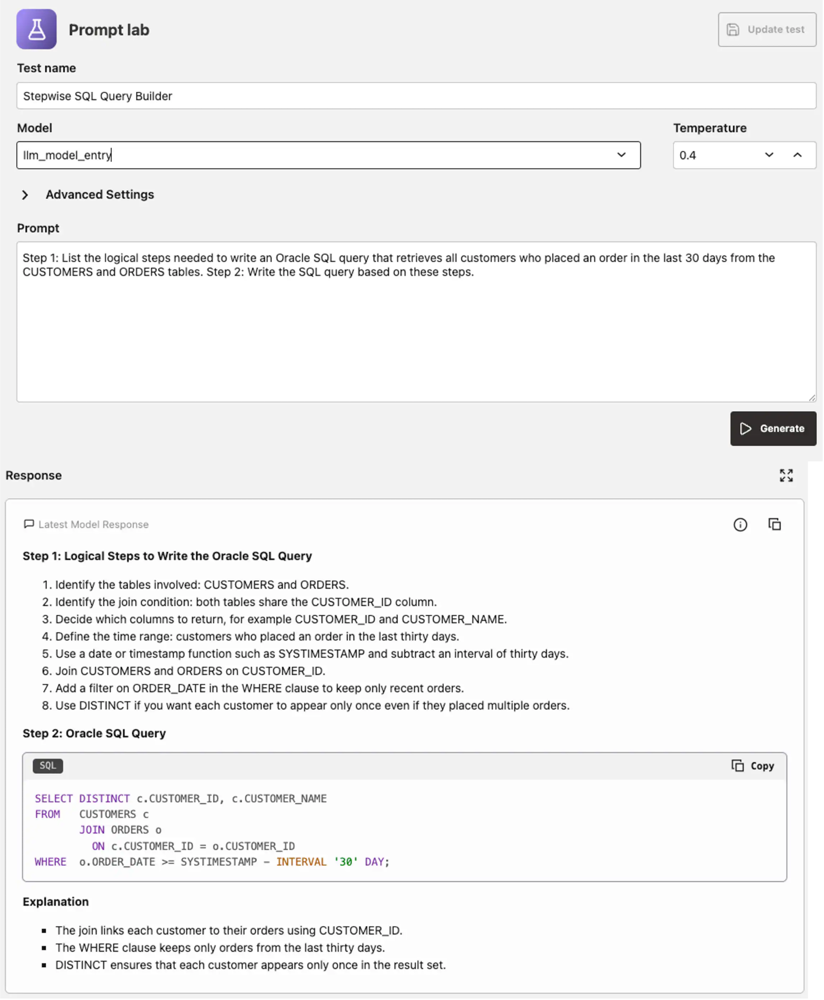 Prompt lab
Update test
Test name
Stepwise SQL Query Builder
Model
Temperature
llm_model_entry
0.4
Advanced Settings
Prompt
Step 1: List the logical steps needed to write an Oracle SQL query that retrieves all customers who placed an order in the last 30 days from the
CUSTOMERS and ORDERS tables. Step 2: Write the SQL query based on these steps.
Generate
Response
Latest Model Response
Step 1: Logical Steps to Write the Oracle SQL Query
1. Identify the tables involved: CUSTOMERS and ORDERS.
2. Identify the join condition: both tables share the CUSTOMER_ID column.
3. Decide which columns to return, for example CUSTOMER_ID and CUSTOMER_NAME.
4. Define the time range: customers who placed an order in the last thirty days.
5. Use a date or timestamp function such as SYSTIMESTAMP and subtract an interval of thirty days.
6. Join CUSTOMERS and ORDERS on CUSTOMER_ID.
7. Add a filter on ORDER_DATE in the WHERE clause to keep only recent orders.
8. Use DISTINCT if you want each customer to appear only once even if they placed multiple orders.
Step 2: Oracle SQL Query
SQL
Copy
SELECT DISTINCT c.CUSTOMER_ID, c.CUSTOMER_NAME
FROM   CUSTOMERS c
       JOIN ORDERS o
         ON c.CUSTOMER_ID = o.CUSTOMER_ID
WHERE  o.ORDER_DATE >= SYSTIMESTAMP – INTERVAL '30' DAY;
Explanation
▪ The join links each customer to their orders using CUSTOMER_ID.
▪ The WHERE clause keeps only orders from the last thirty days.
▪ DISTINCT ensures that each customer appears only once in the result set.